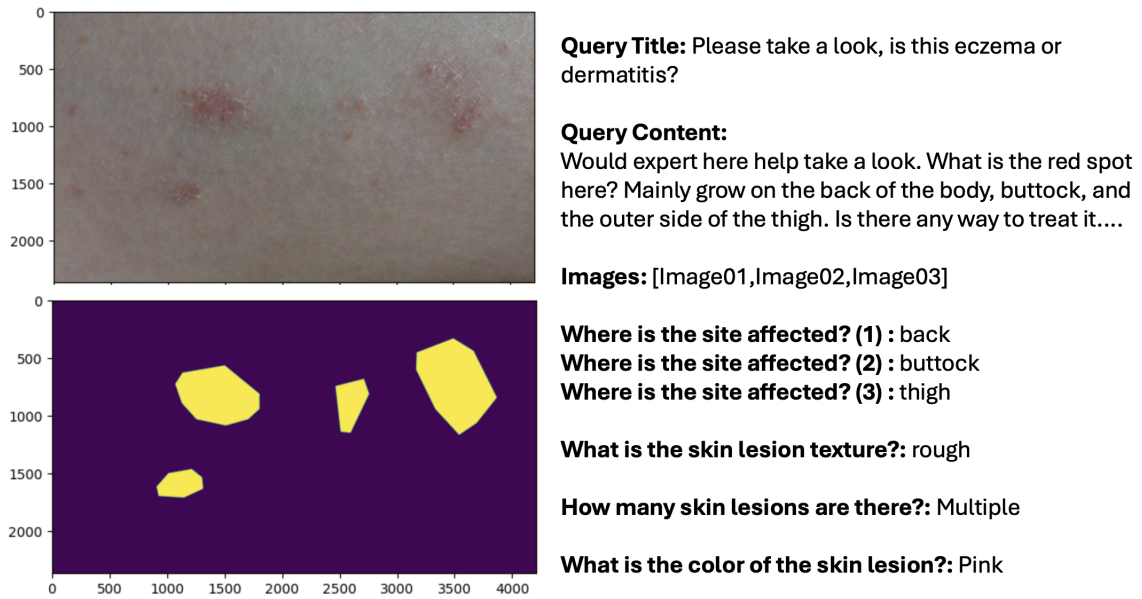 0
500
1000
1500
2000
0
500
1000
1500
2000
0 500 1000 1500 2000 2500 3000 3500 4000
Query Title: Please take a look, is this eczema or
dermatitis?
Query Content:
Would expert here help take a look. What is the red spot
here? Mainly grow on the back of the body, buttock, and
the outer side of the thigh. Is there any way to treat it....
Images: [Image01,Image02,Image03]
Where is the site affected? (1) : back
Where is the site affected? (2) : buttock
Where is the site affected? (3) : thigh
What is the skin lesion texture?: rough
How many skin lesions are there?: Multiple
What is the color of the skin lesion?: Pink